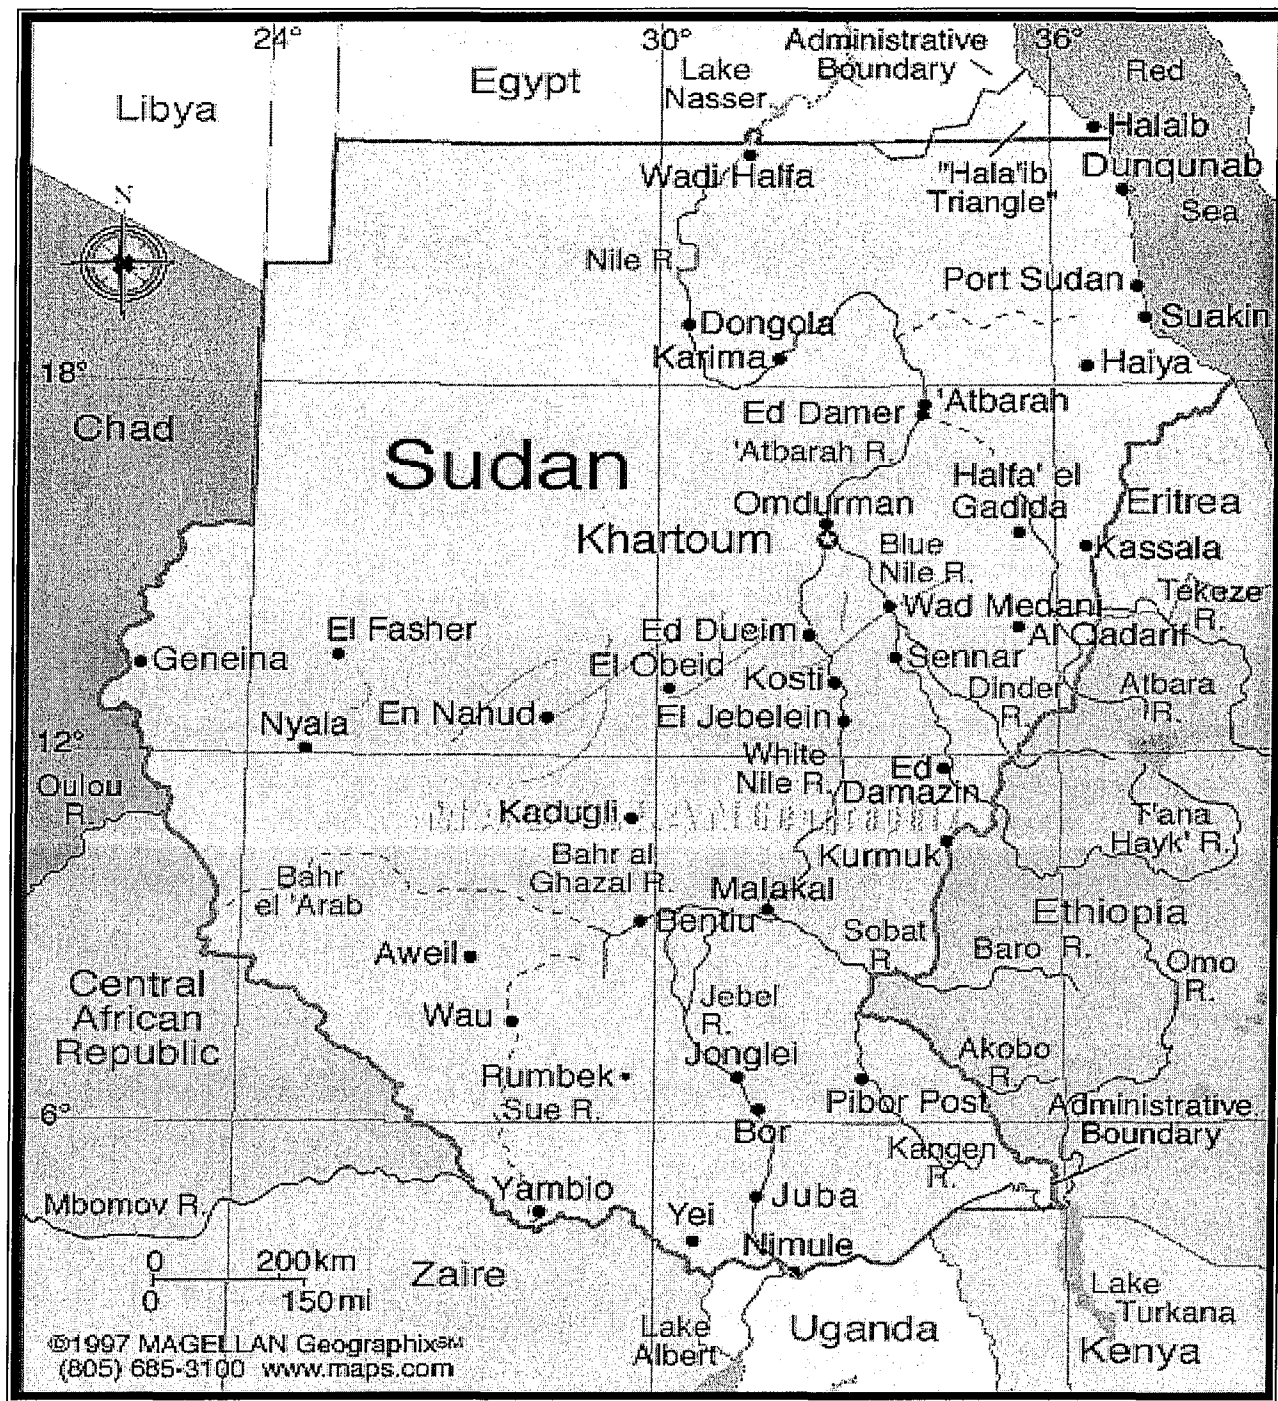 24°
30°
36°
Administrative
Boundary
Egypt
Lake
Nasser
Red
Libya
Halaib
Wadi Halfa
"Hala'ib
Triangle"
Dunqunab
Sea
N
Nile R.
Port Sudan
Suakin
Dongola
Karima
Haiya
18°
Chad
Ed Damer
'Atbarah
'Atbarah R.
Sudan
Halfa' el
Gadida
Omdurman
Eritrea
Khartoum
Blue
Nile R.
Kassala
Tekeze
R.
Wad Medani
El Fasher
Ed Dueim
Al Qadarif
Geneina
El Obeid
Sennar
Kosti
Dinder
R.
Atbara
R.
Nyala
En Nahud
El Jebelein
12°
White
Nile R.
Ed
Damazin
Oulou
R.
Kadugli
F'ana
Hayk' R.
Kurmuk
Bahr al
Ghazal R.
Bahr
el 'Arab
Malakal
Bentiu
Ethiopia
Sobat
R.
Baro R.
Omo
R.
Aweil
Central
African
Republic
Jebel
R.
Wau
Jonglei
Akobo
R.
Rumbek
Sue R.
Pibor Post
Administrative
Boundary
6°
Bor
Kangen
R.
Mbomov R.
Yambio
Juba
Yei
Nimule
0 200 km
0 150 mi
Zaire
Lake
Turkana
Lake
Albert
Uganda
Kenya
©1997 MAGELLAN Geographix℠
(805) 685-3100 www.maps.com